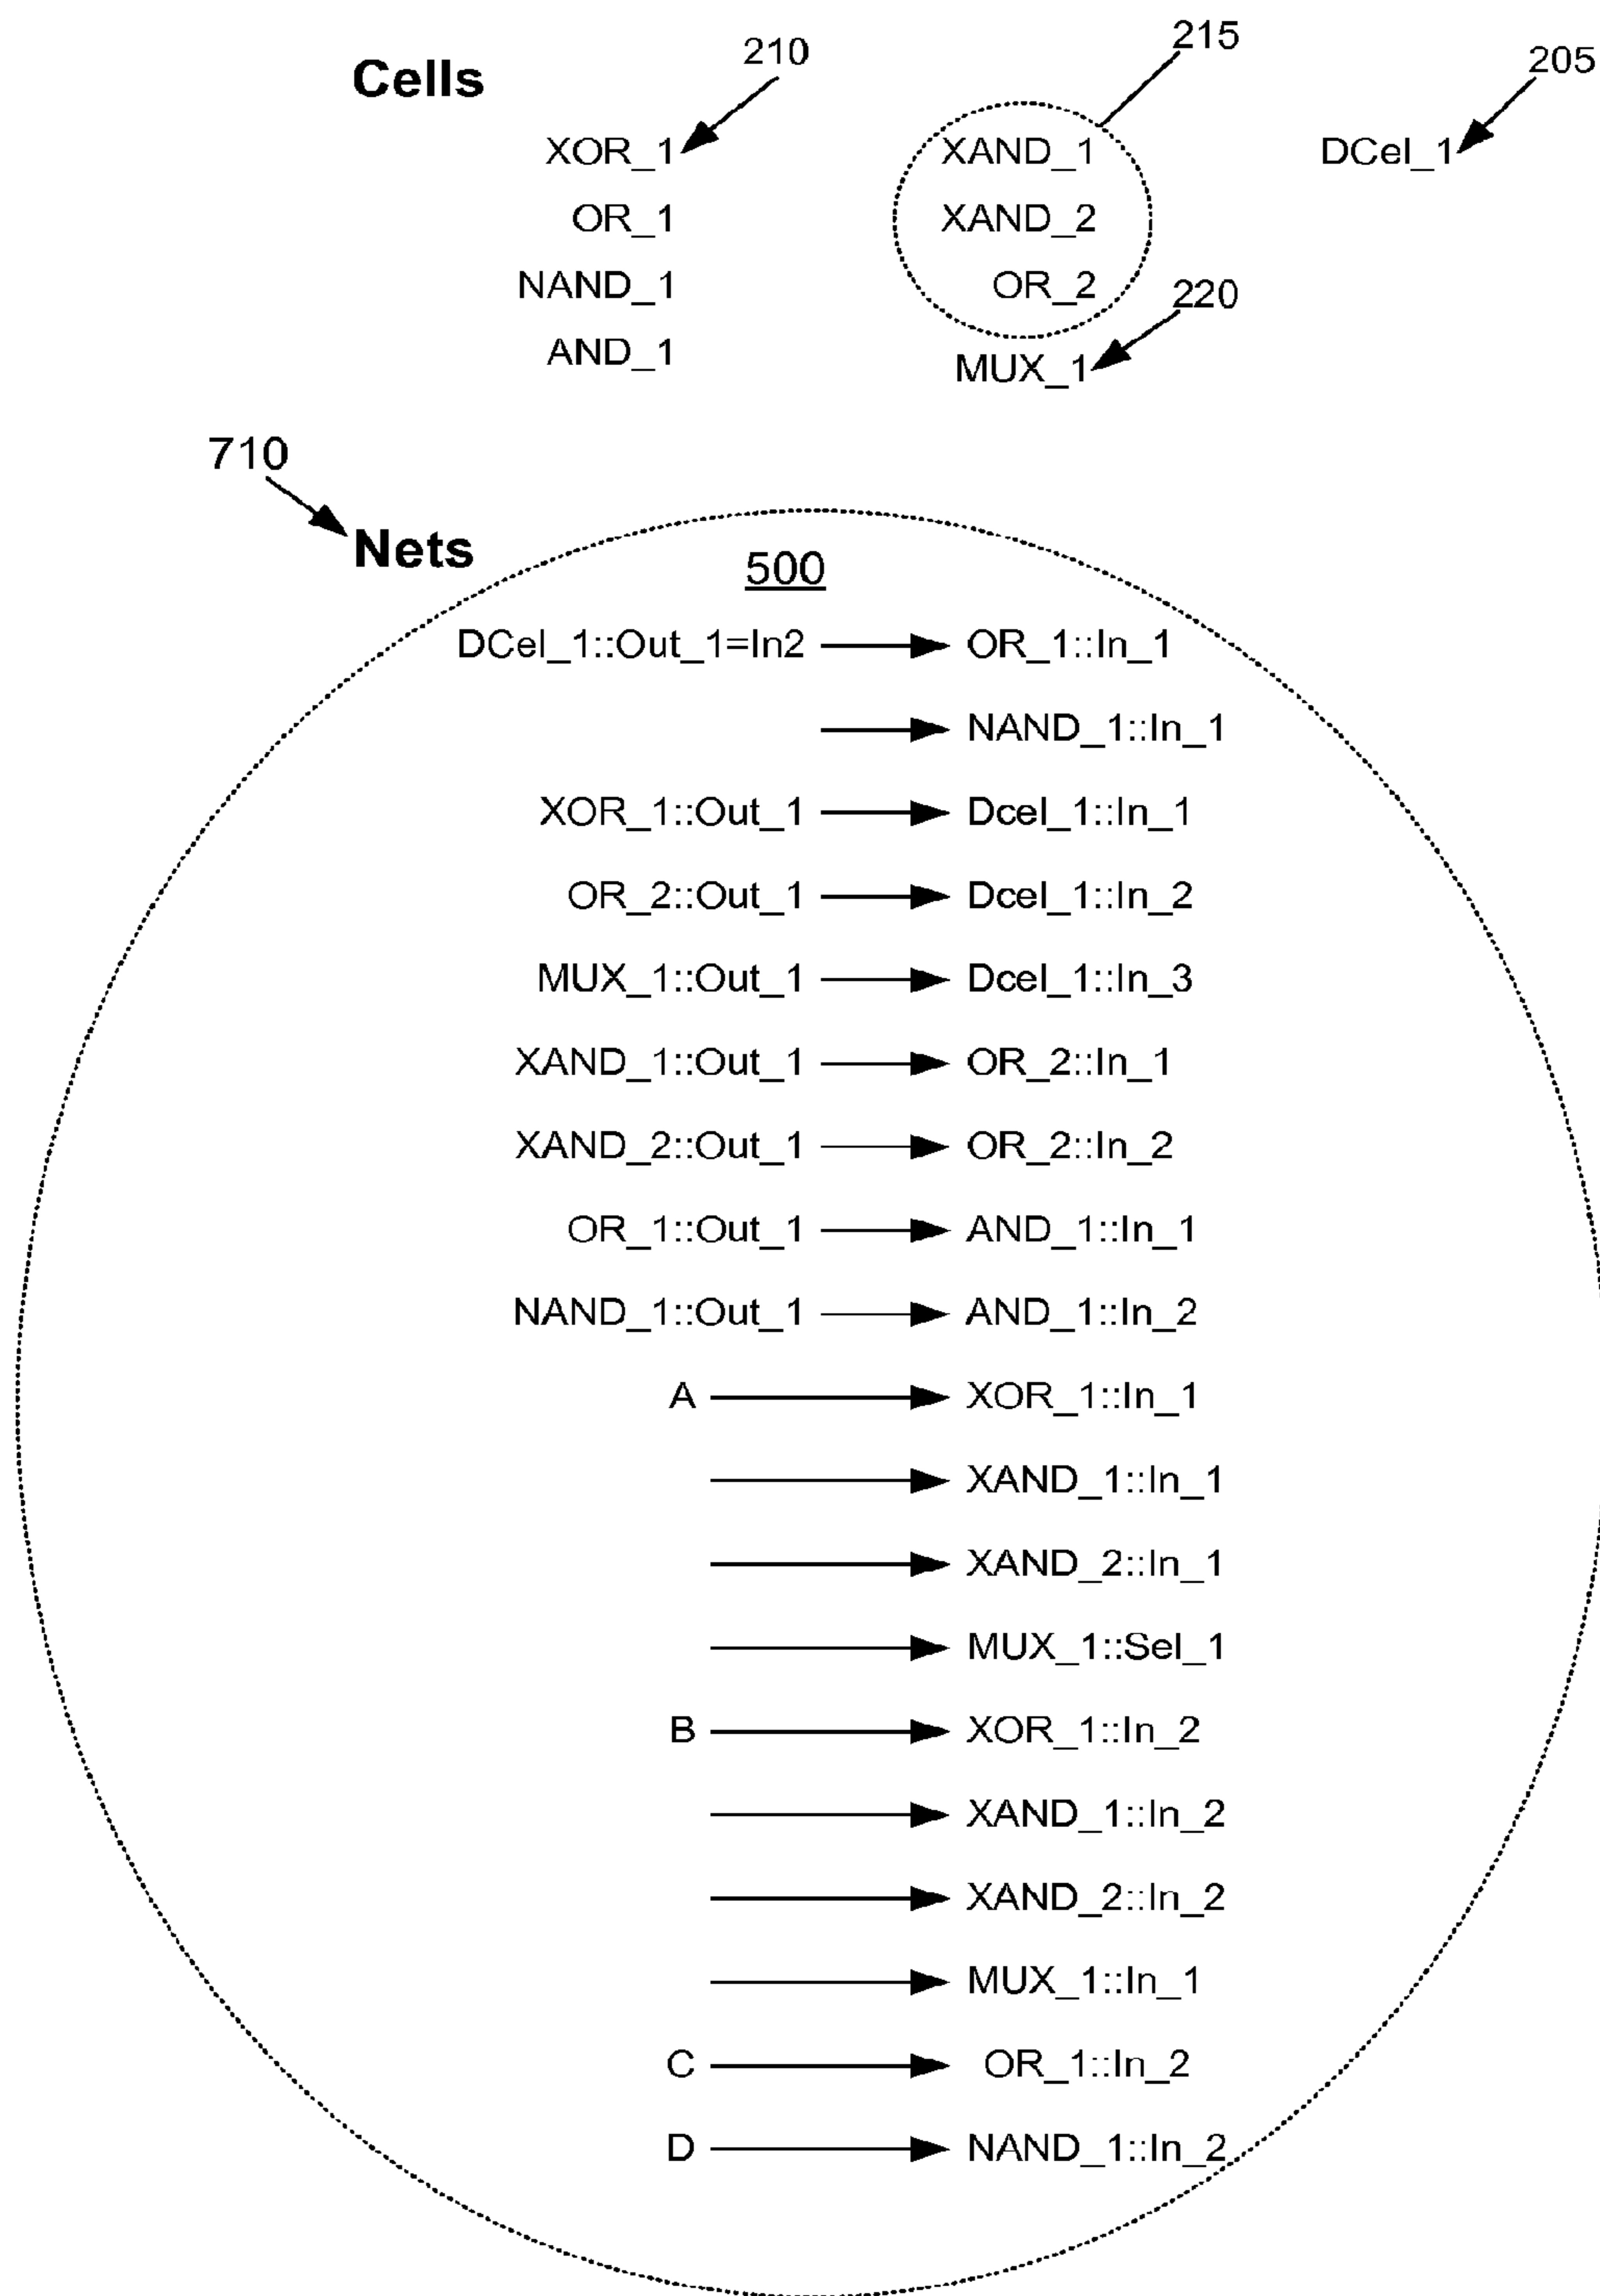 Cells
210
215
205
XOR_1
XAND_1
DCel_1
OR_1
XAND_2
NAND_1
OR_2
220
AND_1
MUX_1
710
Nets
500
DCel_1::Out_1=In2 OR_1::In_1
NAND_1::In_1
XOR_1::Out_1 Dcel_1::In_1
OR_2::Out_1 Dcel_1::In_2
MUX_1::Out_1 Dcel_1::In_3
XAND_1::Out_1 OR_2::In_1
XAND_2::Out_1 OR_2::In_2
OR_1::Out_1 AND_1::In_1
NAND_1::Out_1 AND_1::In_2
A XOR_1::In_1
XAND_1::In_1
XAND_2::In_1
MUX_1::Sel_1
B XOR_1::In_2
XAND_1::In_2
XAND_2::In_2
MUX_1::In_1
C OR_1::In_2
D NAND_1::In_2